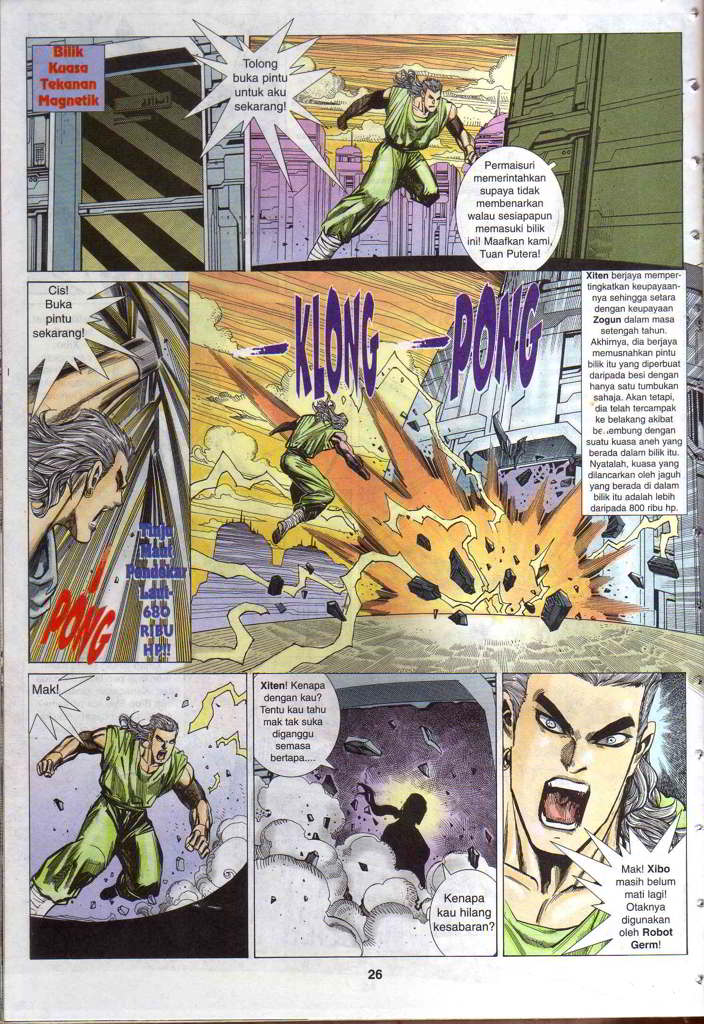 Bilik
Kuasa
Tekanan
Magnetik
Tolong
buka pintu
untuk aku
sekarang!
Permaisuri
memerintahkan
supaya tidak
membenarkan
walau sesiapapun
memasuki bilik
ini! Maafkan kami,
Tuan Putera!
Cis!
Buka
pintu
sekarang!
PONG
Tinju
Maut
Pendekar
Laut-
680
RIBU
HP!!
KLONG
PONG
Xiten berjaya memper-
tingkatkan keupayaan-
nya sehingga setara
dengan keupayaan
Zogun dalam masa
setengah tahun.
Akhirnya, dia berjaya
memusnahkan pintu
bilik itu yang diperbuat
daripada besi dengan
hanya satu tumbukan
sahaja. Akan tetapi,
dia telah tercampak
ke belakang akibat
dengan
suatu kuasa aneh yang
berada dalam bilik itu.
Nyatalah, kuasa yang
dilancarkan oleh jaguh
yang berada di dalam
bilik itu adalah lebih
daripada 800 ribu hp.
Mak!
Xiten! Kenapa
dengan kau?
Tentu kau tahu
mak tak suka
diganggu
semasa
bertapa....
Kenapa
kau hilang
kesabaran?
Mak! Xibo
masih belum
mati lagi!
Otaknya
digunakan
oleh Robot
Germ!
26